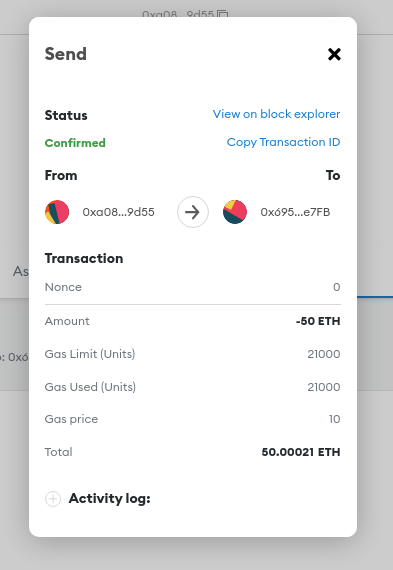 0xa08...9d55
Send
Status
View on block explorer
Confirmed
Copy Transaction ID
From
To
0xa08...9d55
0x695...e7FB
Transaction
Nonce
0
As
Amount
-50 ETH
: 0x6
Gas Limit (Units)
21000
Gas Used (Units)
21000
Gas price
10
Total
50.00021 ETH
Activity log: